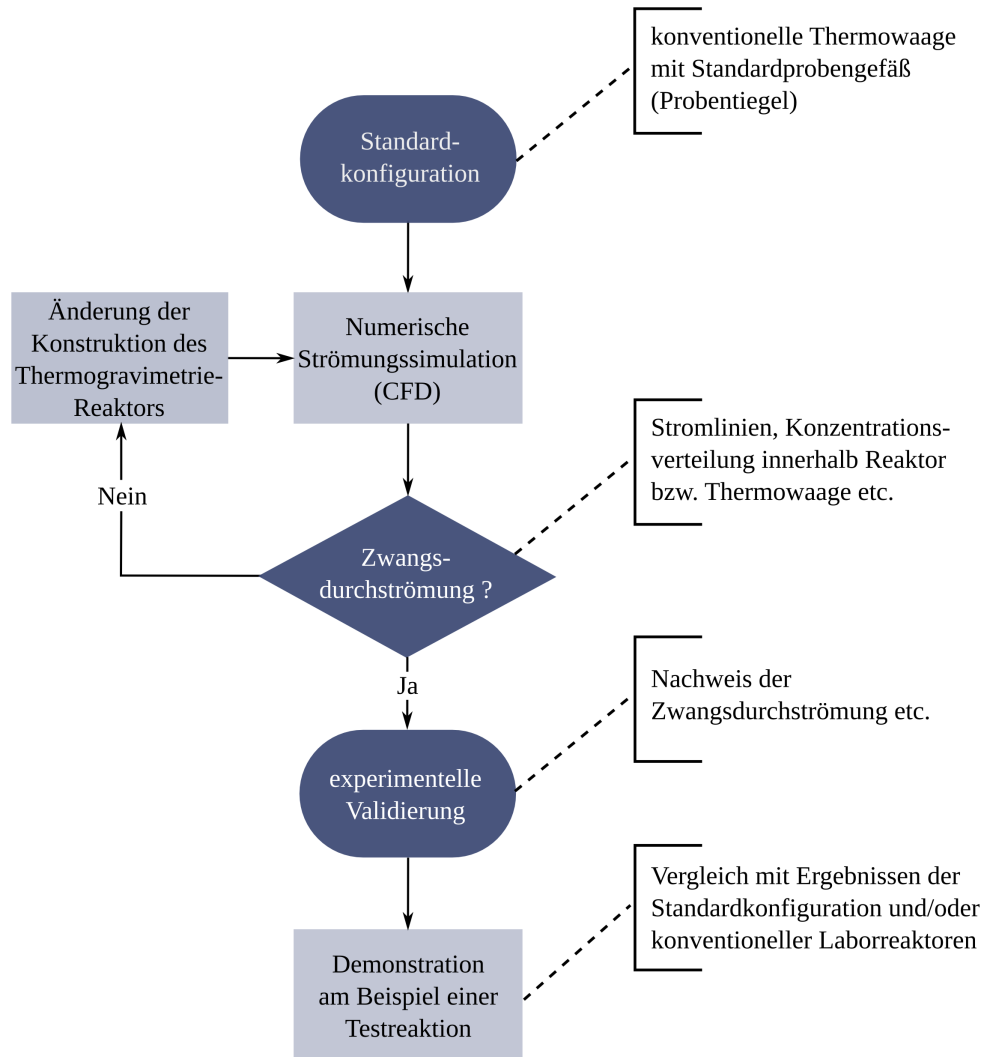 konventionelle Thermowaage
mit Standardprobengefäß
(Probentiegel)
Standard-
konfiguration
Änderung der
Konstruktion des
Thermogravimetrie-
Reaktors
Numerische
Strömungssimulation
(CFD)
Stromlinien, Konzentrations-
verteilung innerhalb Reaktor
bzw. Thermowaage etc.
Nein
Zwangs-
durchströmung ?
Ja
Nachweis der
Zwangsdurchströmung etc.
experimentelle
Validierung
Vergleich mit Ergebnissen der
Standardkonfiguration und/oder
konventioneller Laborreaktoren
Demonstration
am Beispiel einer
Testreaktion